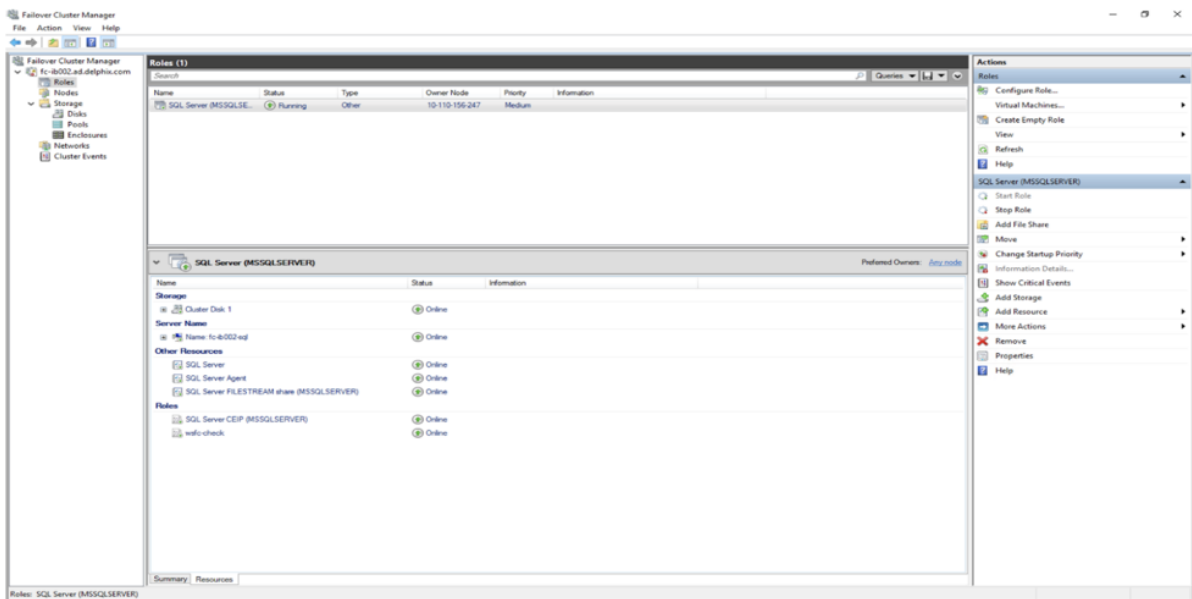 Failover Cluster Manager
File Action View Help
Failover Cluster Manager
fc-ib002.ad.delphix.com
Roles
Nodes
Storage
Disks
Pools
Enclosures
Networks
Cluster Events
Roles (1)
Search
Queries
Name Status Type Owner Node Priority Information
SQL Server (MSSQLSE... Running Other 10-110-156-247 Medium
SQL Server (MSSQLSERVER)
Preferred Owners: Any node
Name Status Information
Storage
Cluster Disk 1 Online
Server Name
Name: fc-ib002-sql Online
Other Resources
SQL Server Online
SQL Server Agent Online
SQL Server FILESTREAM share (MSSQLSERVER) Online
Roles
SQL Server CEIP (MSSQLSERVER) Online
wsfc-check Online
Summary Resources
Actions
Roles
Configure Role...
Virtual Machines...
Create Empty Role
View
Refresh
Help
SQL Server (MSSQLSERVER)
Start Role
Stop Role
Add File Share
Move
Change Startup Priority
Information Details...
Show Critical Events
Add Storage
Add Resource
More Actions
Remove
Properties
Help
Roles: SQL Server (MSSQLSERVER)